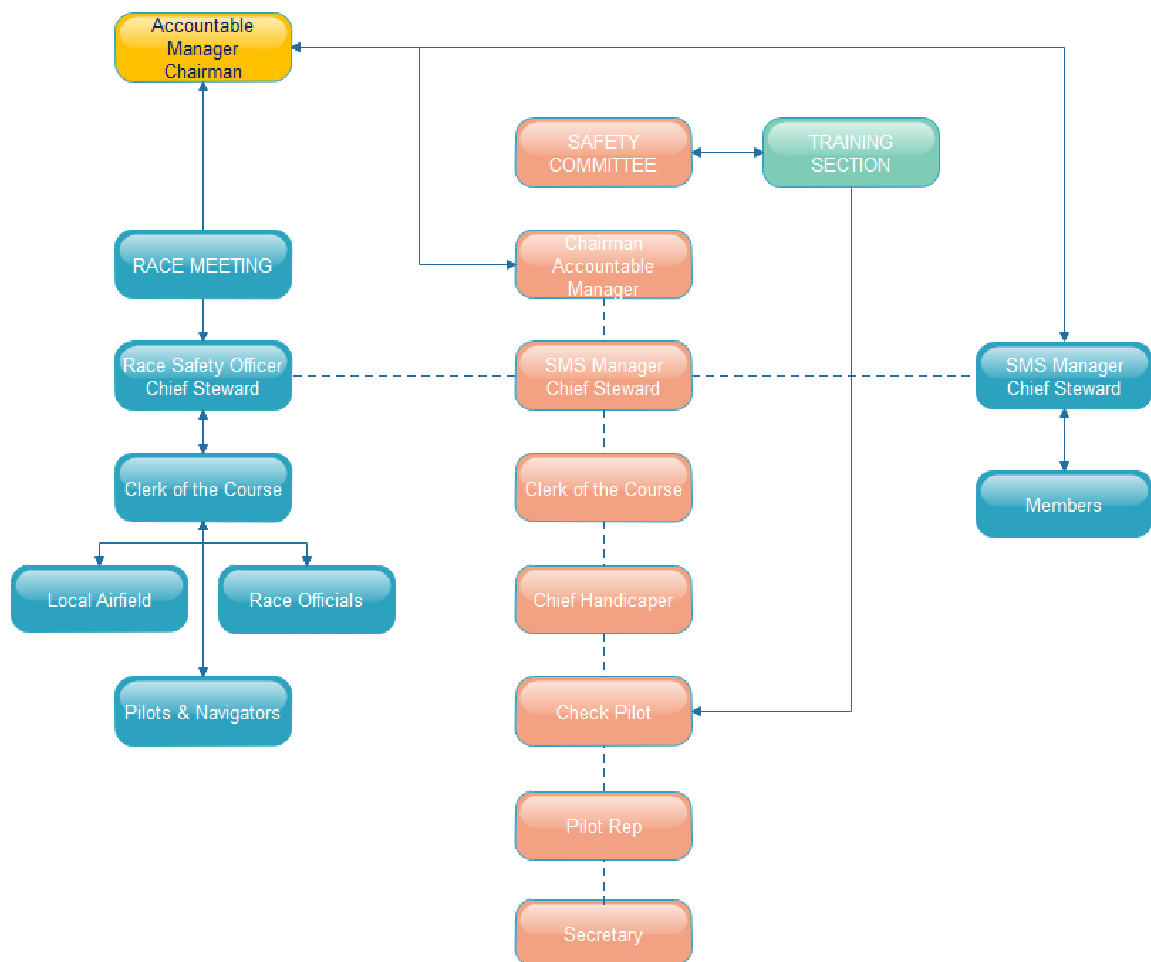 Accountable
Manager
Chairman
SAFETY
COMMITTEE
TRAINING
SECTION
RACE MEETING
Chairman
Accountable
Manager
Race Safety Officer
Chief Steward
SMS Manager
Chief Steward
SMS Manager
Chief Steward
Clerk of the Course
Clerk of the Course
Members
Local Airfield
Race Officials
Chief Handicaper
Pilots & Navigators
Check Pilot
Pilot Rep
Secretary